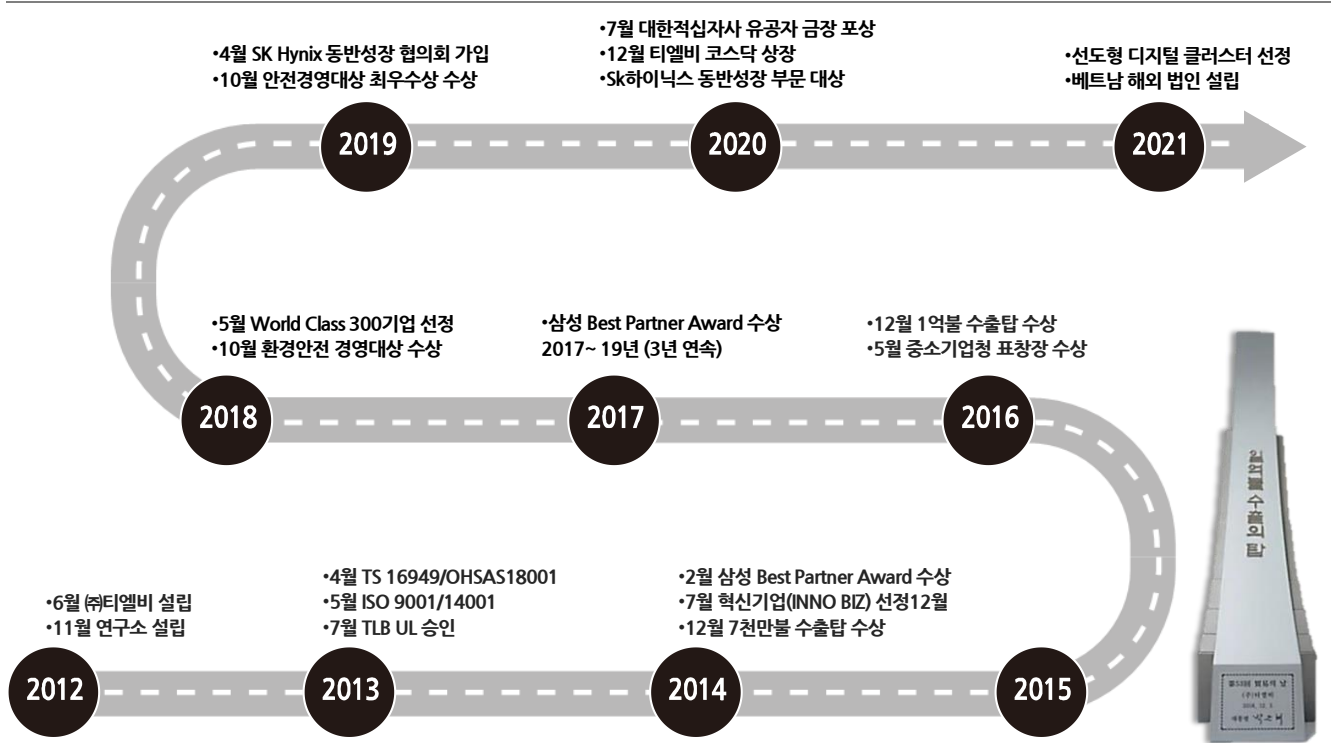 •4월 SK Hynix 동반성장 협의회 가입
•10월 안전경영대상 최우수상 수상
2019
•7월 대한적십자사 유공자 금장 포상
•12월 티엘비 코스닥 상장
•Sk하이닉스 동반성장 부문 대상
2020
•선도형 디지털 클러스터 선정
•베트남 해외 법인 설립
2021
•5월 World Class 300기업 선정
•10월 환경안전 경영대상 수상
2018
•삼성 Best Partner Award 수상
2017~ 19년 (3년 연속)
2017
•12월 1억불 수출탑 수상
•5월 중소기업청 표창장 수상
2016
•6월 ㈜티엘비 설립
•11월 연구소 설립
2012
•4월 TS 16949/OHSAS18001
•5월 ISO 9001/14001
•7월 TLB UL 승인
2013
•2월 삼성 Best Partner Award 수상
•7월 혁신기업(INNO BIZ) 선정12월
•12월 7천만불 수출탑 수상
2014
2015
일억불 수출의 탑
(주)티엘비